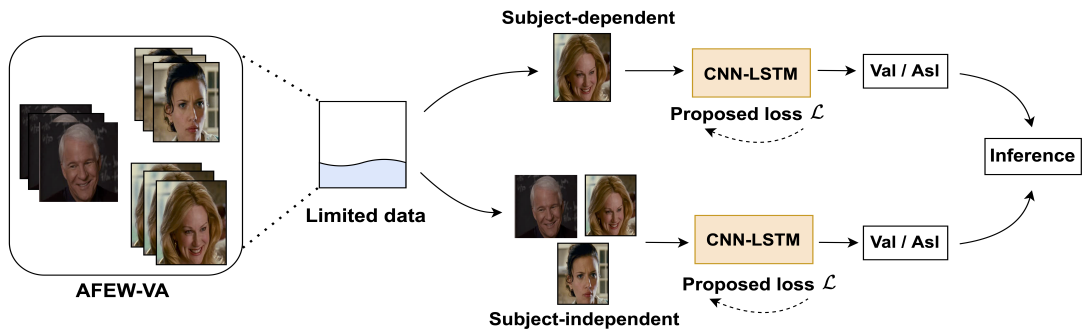 Subject-dependent
CNN-LSTM
Val / Asl
Proposed loss ℒ
Inference
Limited data
CNN-LSTM
Val / Asl
Proposed loss ℒ
AFEW-VA
Subject-independent